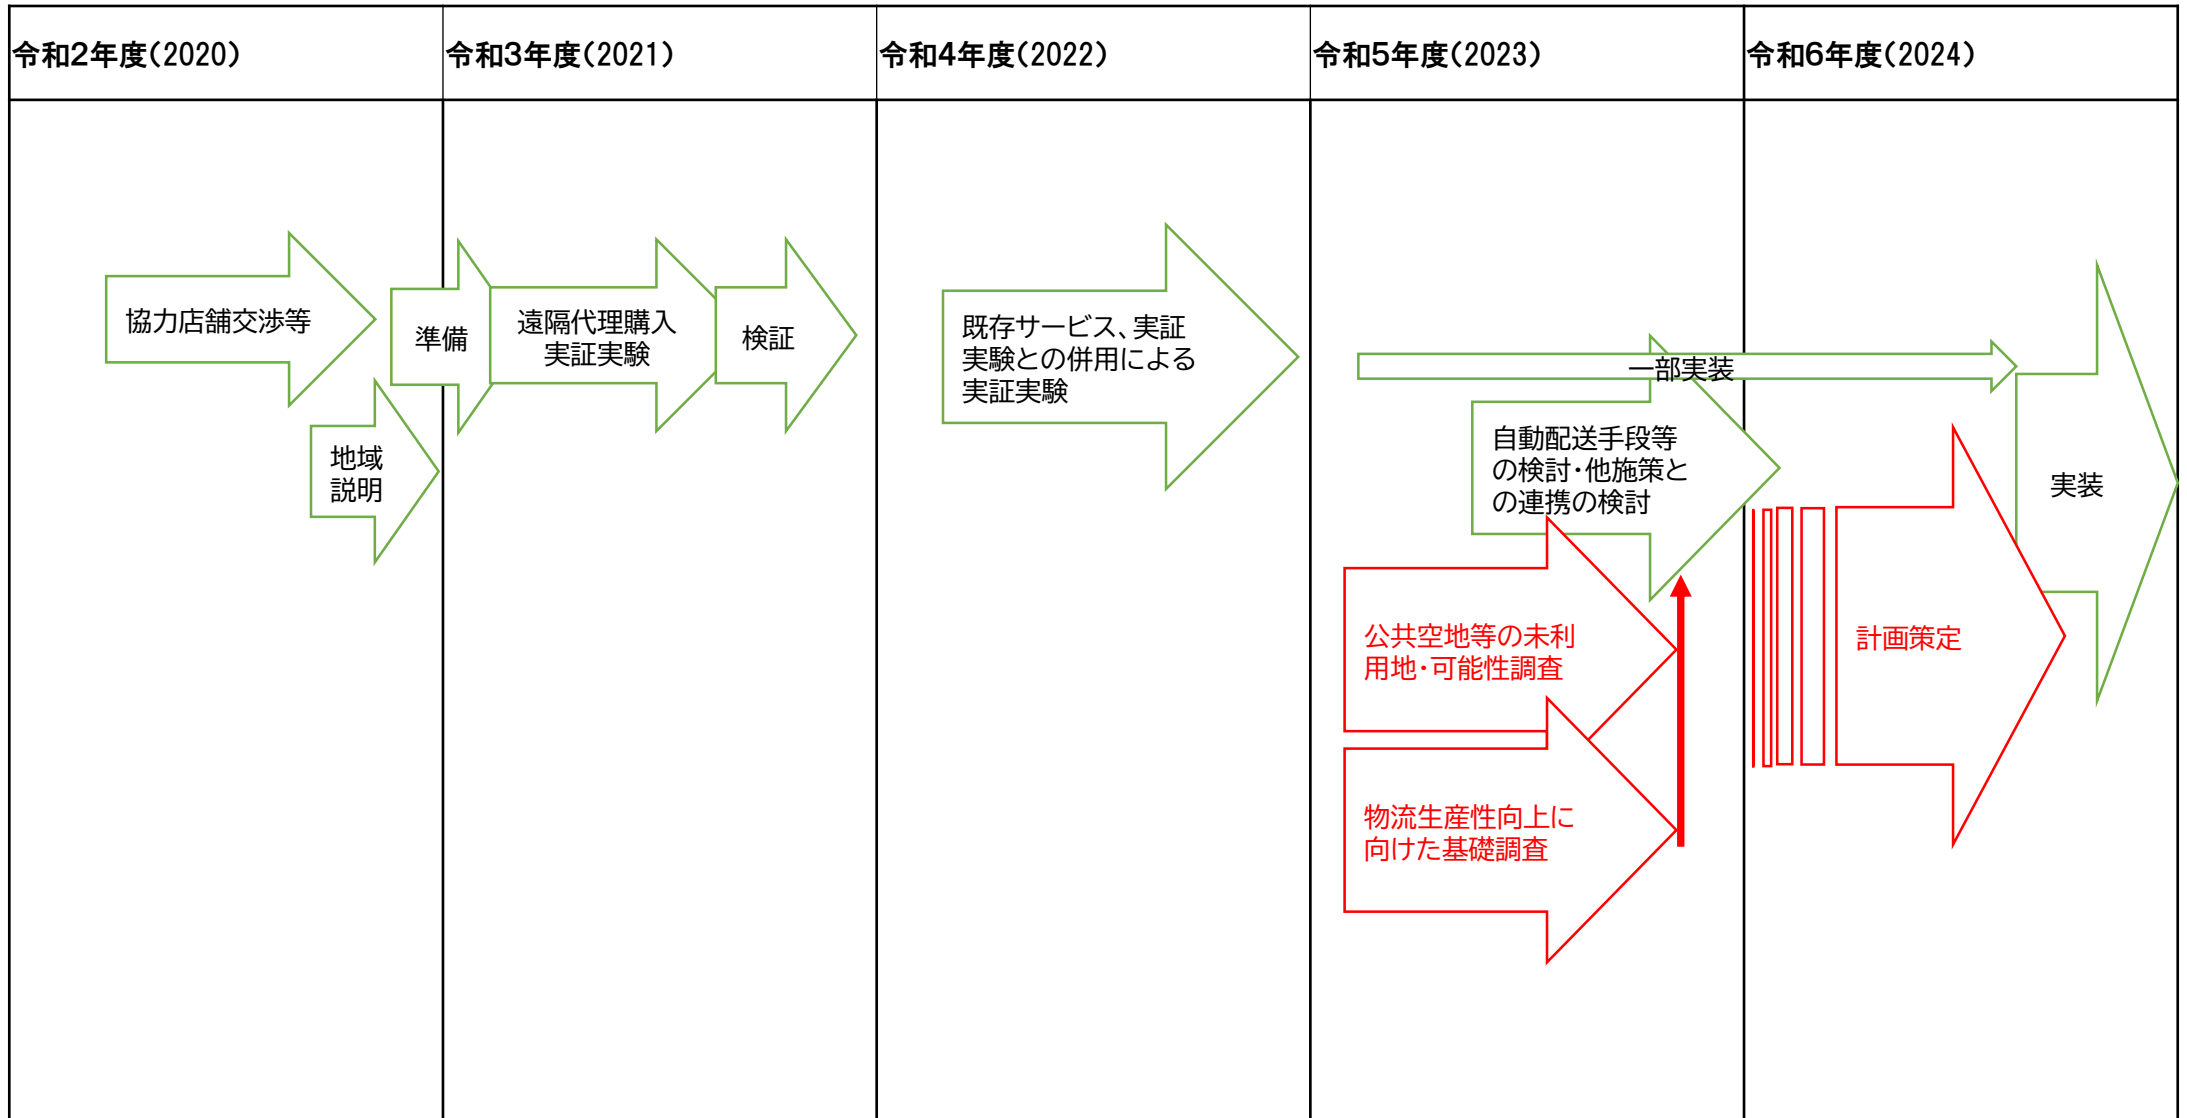 令和2年度(2020)
令和3年度(2021)
令和4年度(2022)
令和5年度(2023)
令和6年度(2024)
協力店舗交渉等
地域
説明
準備
遠隔代理購入
実証実験
検証
既存サービス、実証
実験との併用による
実証実験
一部実装
自動配送手段等
の検討・他施策と
の連携の検討
公共空地等の未利
用地・可能性調査
物流生産性向上に
向けた基礎調査
計画策定
実装